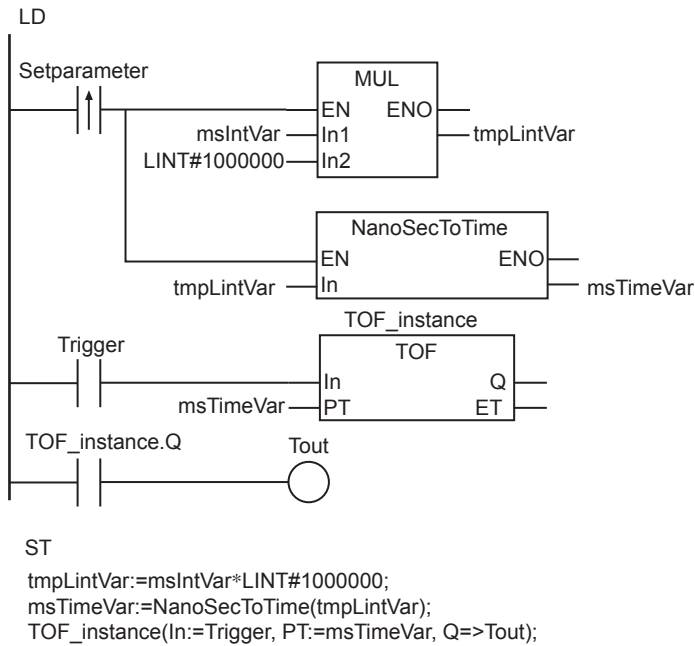 LD
Setparameter
MUL
EN ENO
msIntVar In1 tmpLintVar
LINT#1000000 In2
NanoSecToTime
EN ENO
tmpLintVar In msTimeVar
TOF_instance
Trigger TOF
In Q
msTimeVar PT ET
TOF_instance.Q Tout
ST
tmpLintVar:=msIntVar*LINT#1000000;
msTimeVar:=NanoSecToTime(tmpLintVar);
TOF_instance(In:=Trigger, PT:=msTimeVar, Q=>Tout);